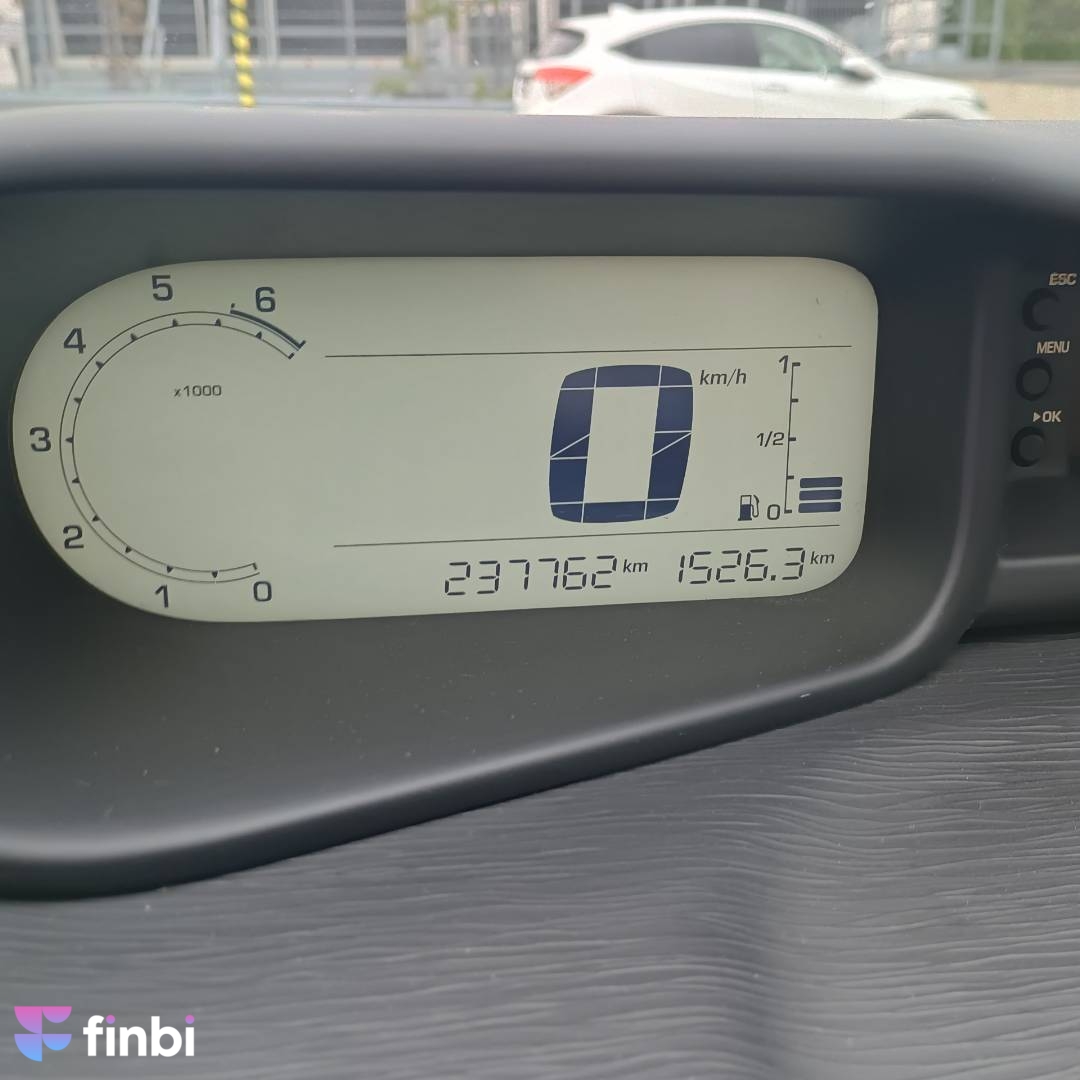 5
6
4
x1000
3
2
1
0
0 km/h
1
1/2
0
237762 km 1526.3 km
ESC
MENU
▶OK
finbi